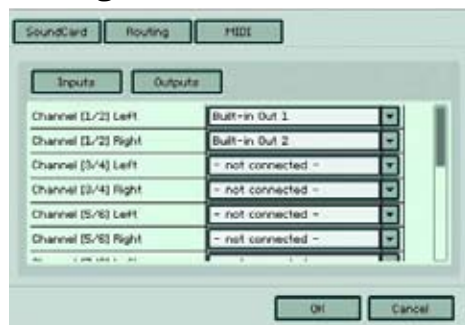 SoundCard Routing MIDI
Inputs Outputs
Channel [1/2] Left Built-in Out 1
Channel [1/2] Right Built-in Out 2
Channel [3/4] Left - not connected -
Channel [3/4] Right - not connected -
Channel [5/6] Left - not connected -
Channel [5/6] Right - not connected -
OK Cancel